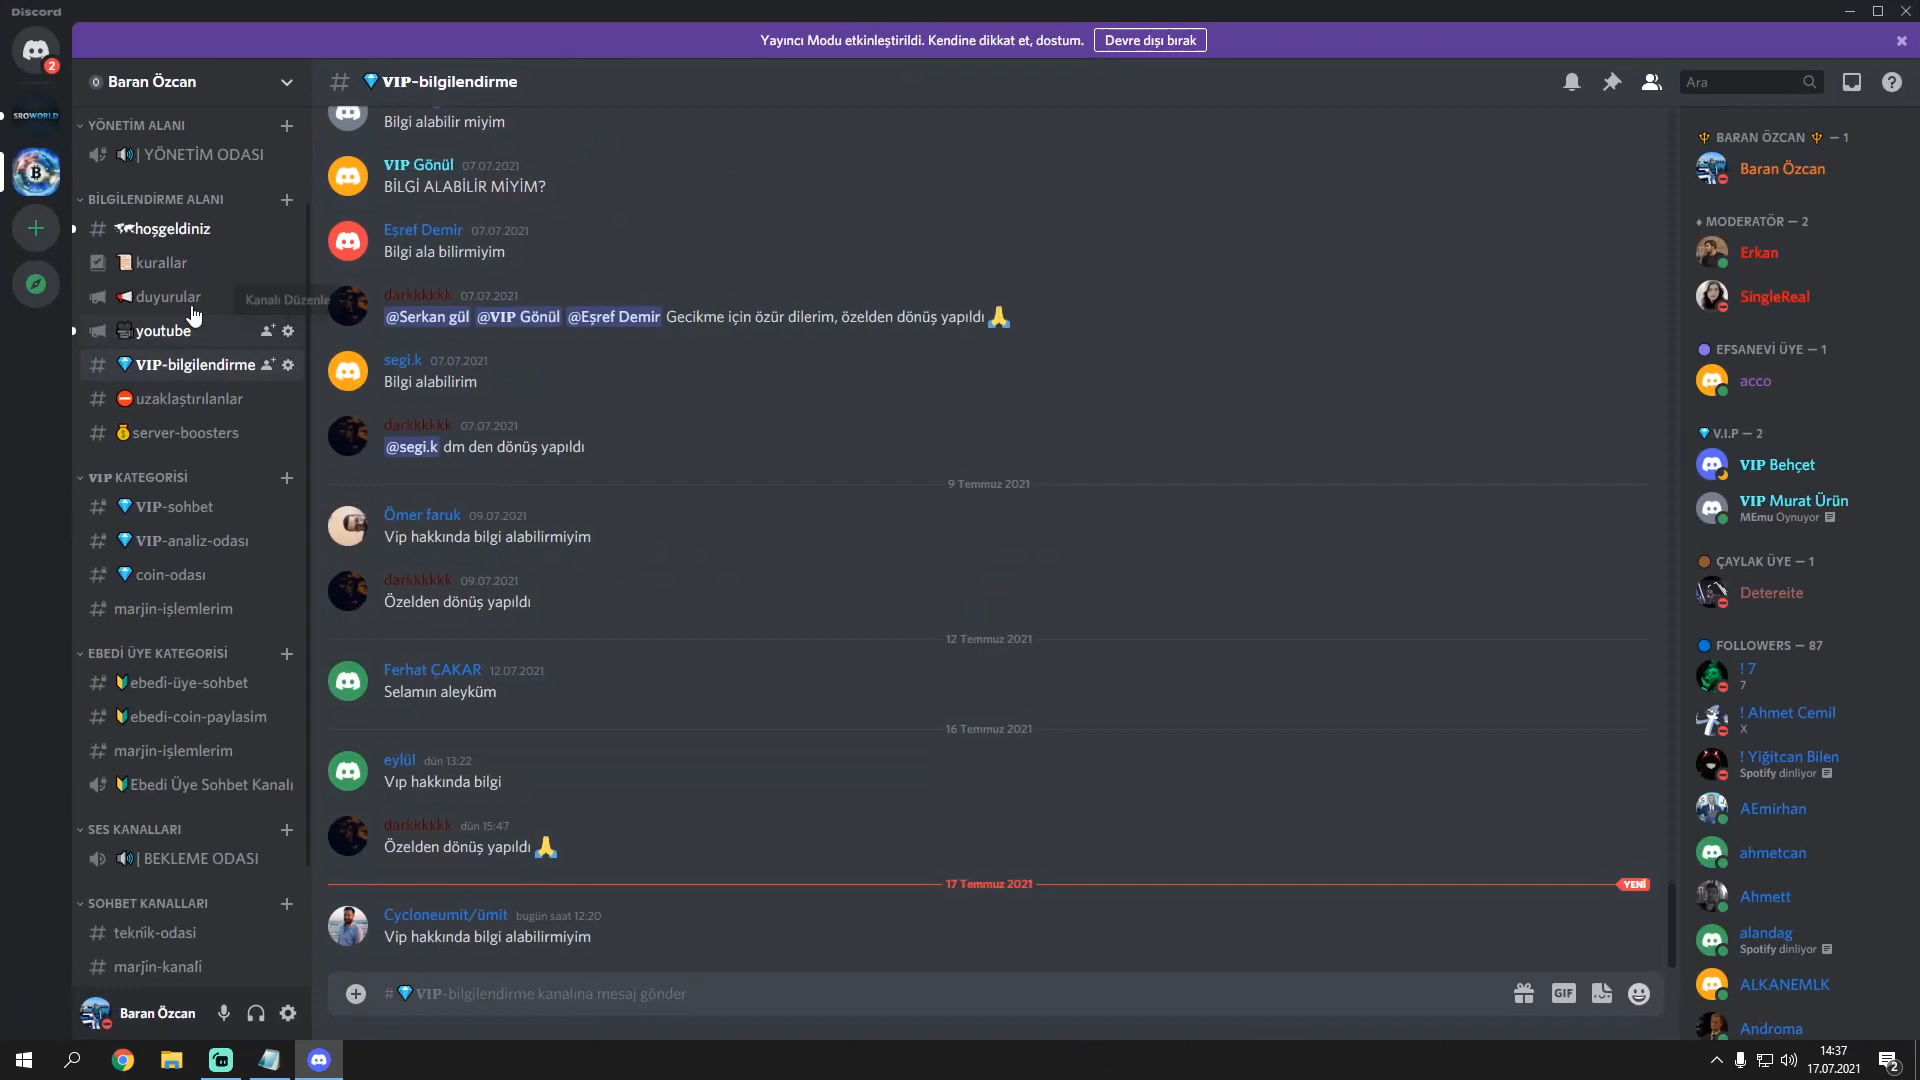 Discord
Yayıncı Modu etkinleştirildi. Kendine dikkat et, dostum.
Devre dışı bırak
2
SROWORLD
Baran Özcan
YÖNETİM ALANI
| YÖNETİM ODASI
BİLGİLENDİRME ALANI
hoşgeldiniz
kurallar
duyurular
Kanalı Düzenle
youtube
VIP-bilgilendirme
uzaklaştırılanlar
server-boosters
VIP KATEGORİSİ
VIP-sohbet
VIP-analiz-odası
coin-odası
marjin-işlemlerim
EBEDİ ÜYE KATEGORİSİ
ebedi-üye-sohbet
ebedi-coin-paylasim
marjin-işlemlerim
Ebedi Üye Sohbet Kanalı
SES KANALLARI
| BEKLEME ODASI
SOHBET KANALLARI
teknik-odasi
marjin-kanali
Baran Özcan
# VIP-bilgilendirme
Ara
Bilgi alabilir miyim
VIP Gönül 07.07.2021
BİLGİ ALABİLİR MİYİM?
Eşref Demir 07.07.2021
Bilgi ala bilirmiyim
darkkkkkk 07.07.2021
@Serkan gül @VIP Gönül @Eşref Demir Gecikme için özür dilerim, özelden dönüş yapıldı 🙏
segi.k 07.07.2021
Bilgi alabilirim
darkkkkkk 07.07.2021
@segi.k dm den dönüş yapıldı
9 Temmuz 2021
Ömer faruk 09.07.2021
Vip hakkında bilgi alabilirmiyim
darkkkkkk 09.07.2021
Özelden dönüş yapıldı
12 Temmuz 2021
Ferhat ÇAKAR 12.07.2021
Selamın aleyküm
16 Temmuz 2021
eylül dün 13:22
Vıp hakkında bilgi
darkkkkkk dün 15:47
Özelden dönüş yapıldı 🙏
17 Temmuz 2021
YENİ
Cycloneumit/ümit bugün saat 12:20
Vip hakkında bilgi alabilirmiyim
# VIP-bilgilendirme kanalına mesaj gönder
GIF
BARAN ÖZCAN — 1
Baran Özcan
MODERATÖR — 2
Erkan
SingleReal
EFSANEVİ ÜYE — 1
acco
V.I.P — 2
VIP Behçet
VIP Murat Ürün
MEmu Oynuyor
ÇAYLAK ÜYE — 1
Detereite
FOLLOWERS — 87
! 7
7
! Ahmet Cemil
X
! Yiğitcan Bilen
Spotify dinliyor
AEmirhan
ahmetcan
Ahmett
alandag
Spotify dinliyor
ALKANEMLK
Androma
14:37
17.07.2021
2